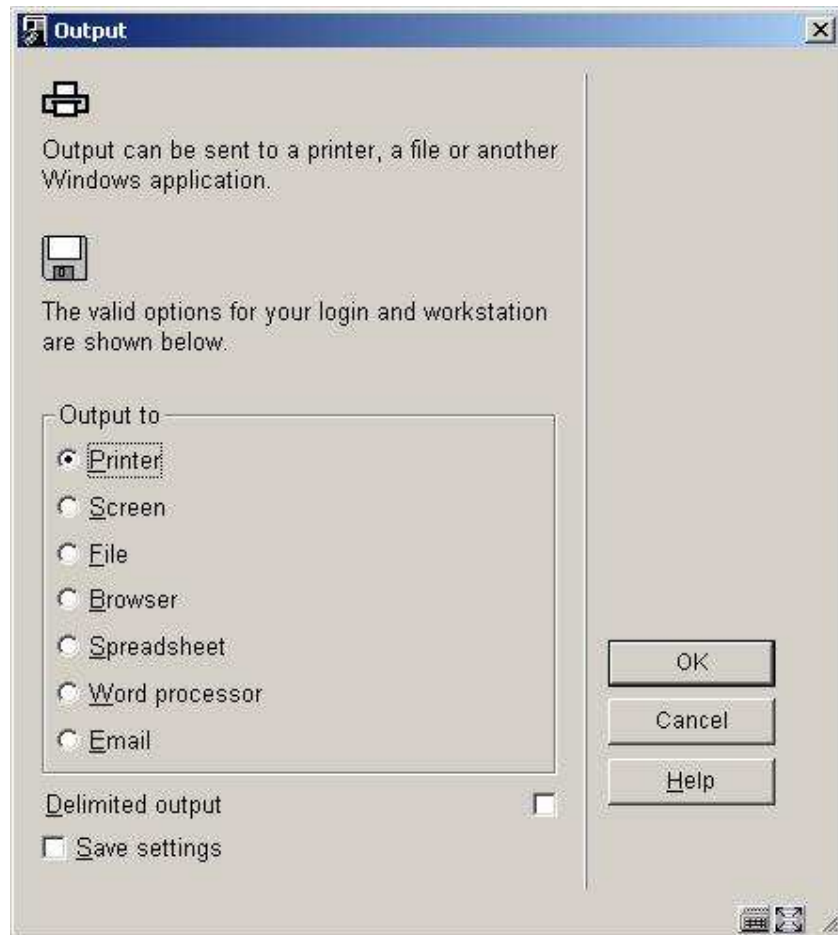 Output
Output can be sent to a printer, a file or another
Windows application.
The valid options for your login and workstation
are shown below.
Output to
Printer
Screen
File
Browser
Spreadsheet
Word processor
Email
OK
Cancel
Help
Delimited output
Save settings